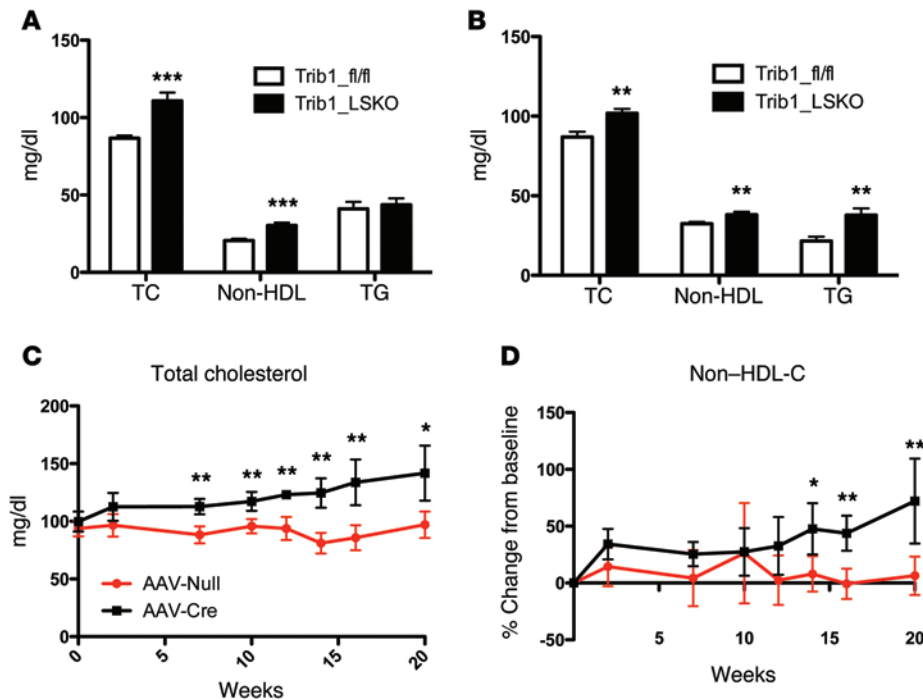 A
150
100
50
0
mg/dl
***
***
Trib1_fl/fl
Trib1_LSKO
TC
Non-HDL
TG
B
150
100
50
0
mg/dl
**
**
**
Trib1_fl/fl
Trib1_LSKO
TC
Non-HDL
TG
C
Total cholesterol
200
150
100
50
0
mg/dl
**
**
**
**
**
*
AAV-Null
AAV-Cre
0
5
10
15
20
Weeks
D
Non–HDL-C
150
100
50
0
-50
% Change from baseline
*
**
**
5
10
15
20
Weeks